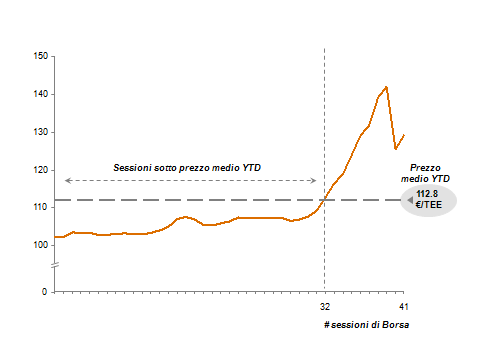 150
140
130
120
110
100
0
Sessioni sotto prezzo medio YTD
Prezzo
medio YTD
112.8
€/TEE
32
41
# sessioni di Borsa